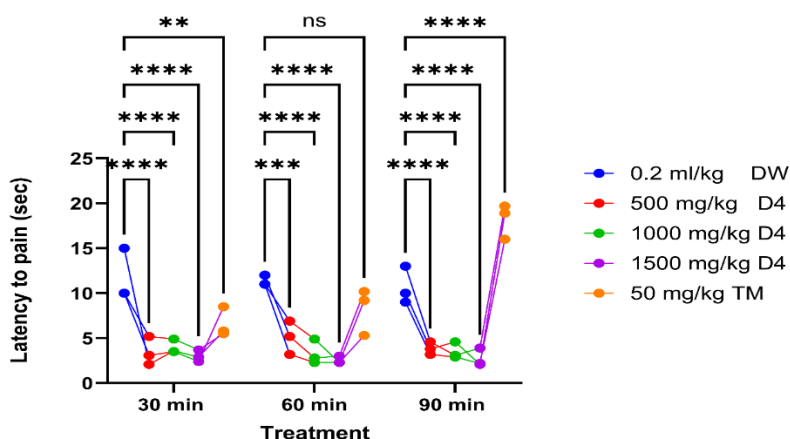 ** ns ****
**** **** ****
**** **** ****
**** *** ****
Latency to pain (sec)
25
20
15
10
5
0
30 min 60 min 90 min
Treatment
0.2 ml/kg DW
500 mg/kg D4
1000 mg/kg D4
1500 mg/kg D4
50 mg/kg TM